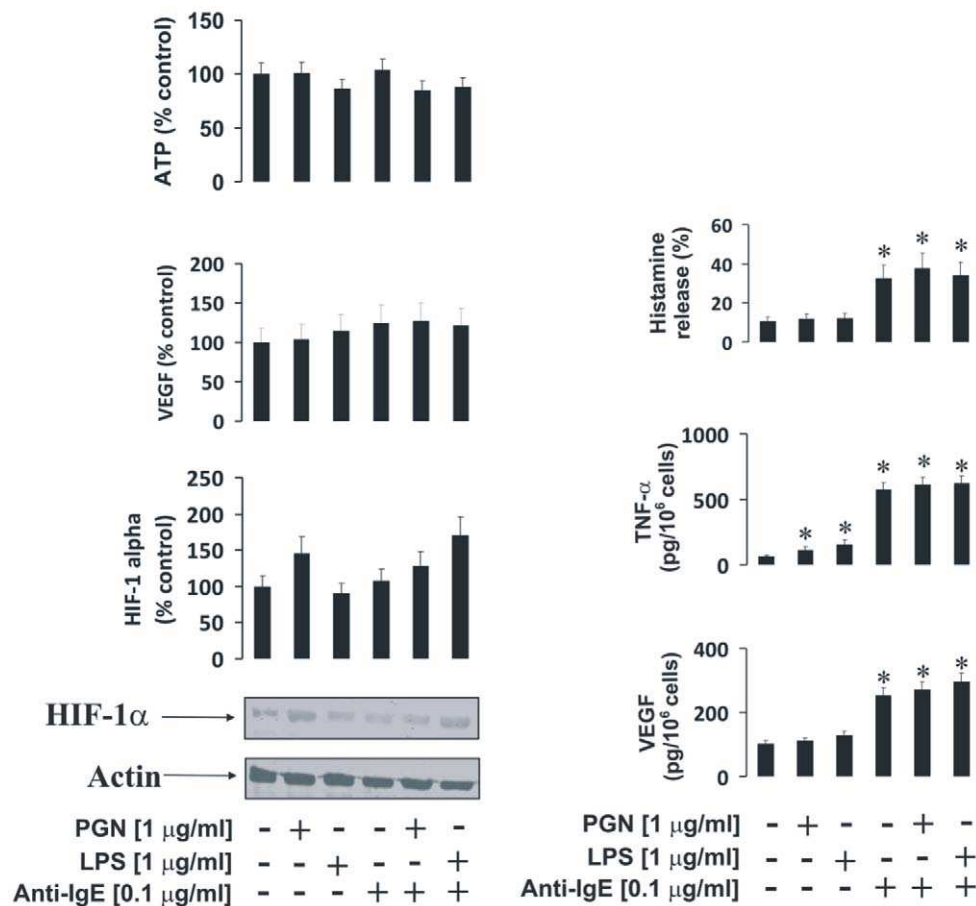 ATP (% control)
150
100
50
0
VEGF (% control)
200
150
100
50
0
HIF-1 alpha
(% control)
250
200
150
100
50
0
HIF-1α
Actin
PGN [1 μg/ml] - + - - + -
LPS [1 μg/ml] - - + - - +
Anti-IgE [0.1 μg/ml] - - - + + +
Histamine
release (%)
60
40
20
0
* * *
TNF-α
(pg/10⁶ cells)
1000
500
0
* * * * *
VEGF
(pg/10⁶ cells)
400
200
0
* * *
PGN [1 μg/ml] - + - - + -
LPS [1 μg/ml] - - + - - +
Anti-IgE [0.1 μg/ml] - - - + + +